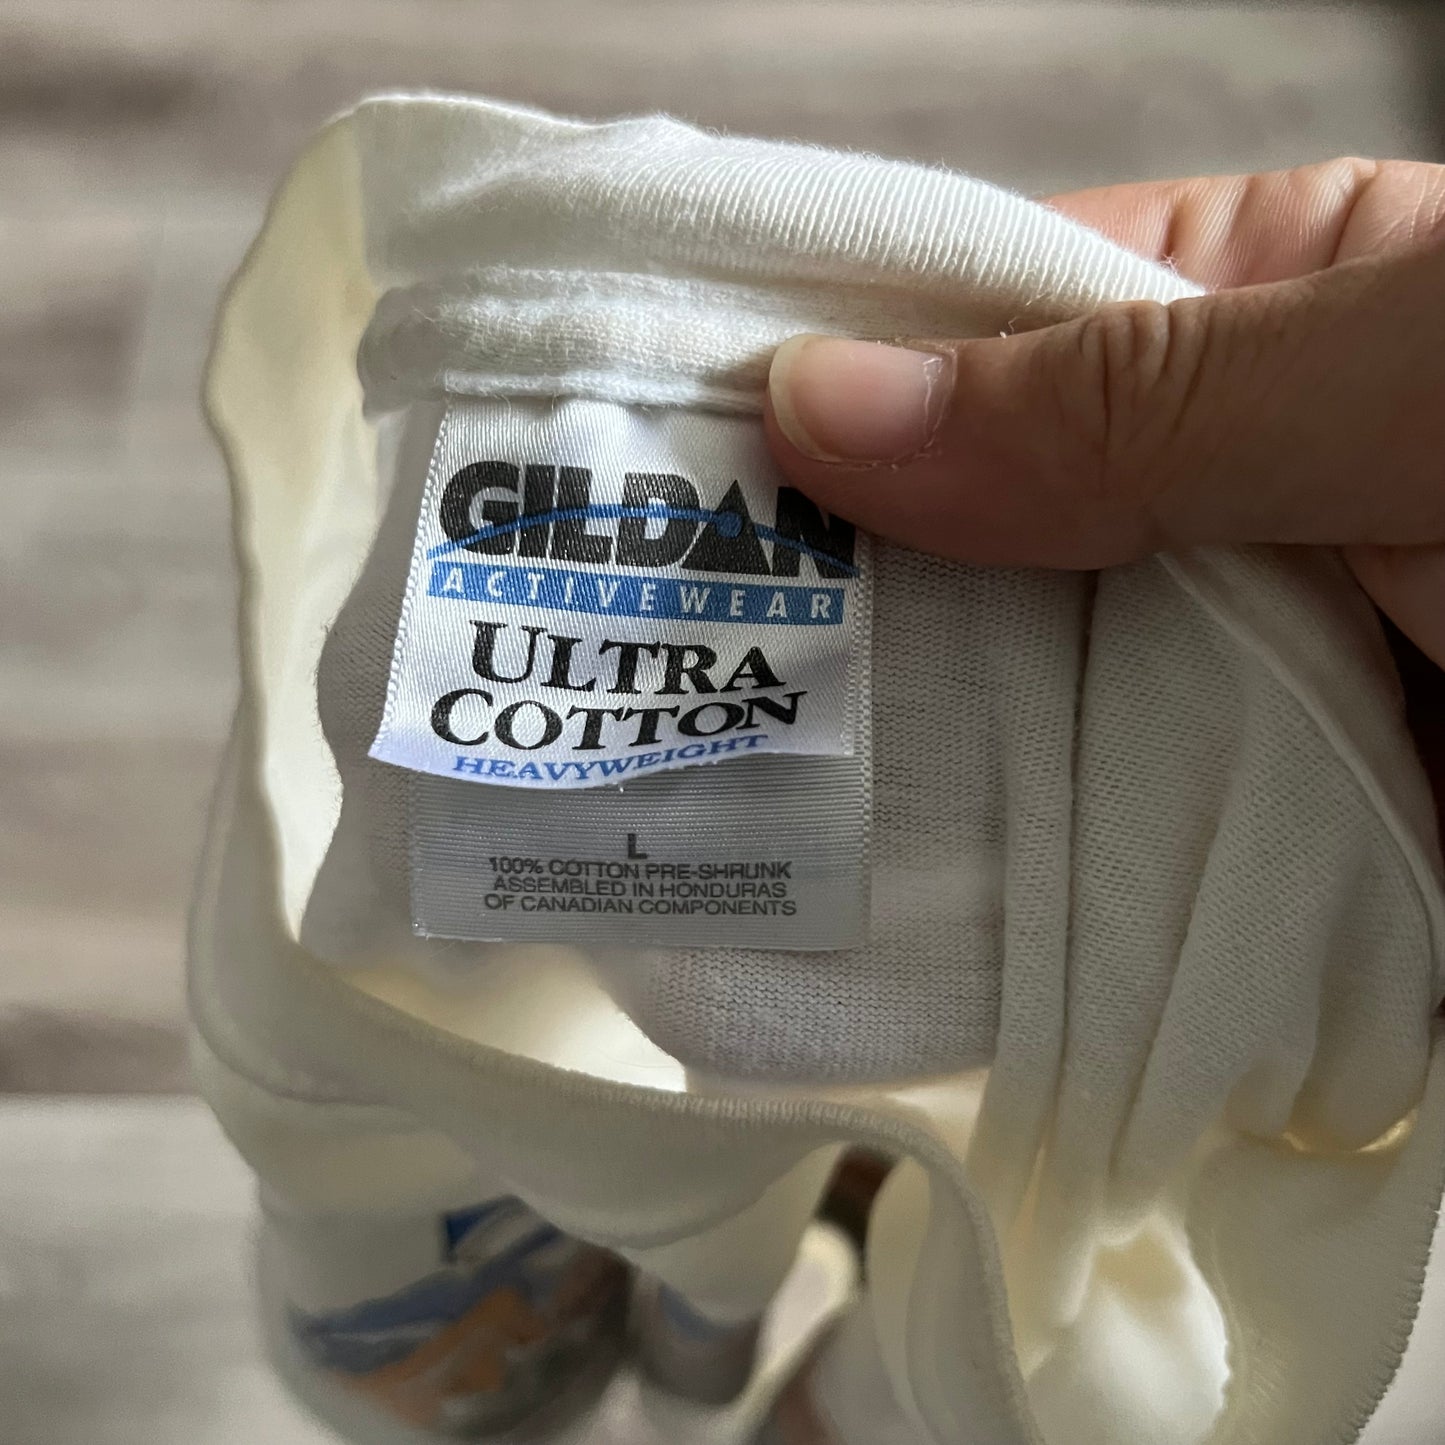 GILDAN
ACTIVEWEAR
ULTRA
COTTON
HEAVYWEIGHT
L
100% COTTON PRE-SHRUNK
ASSEMBLED IN HONDURAS
OF CANADIAN COMPONENTS